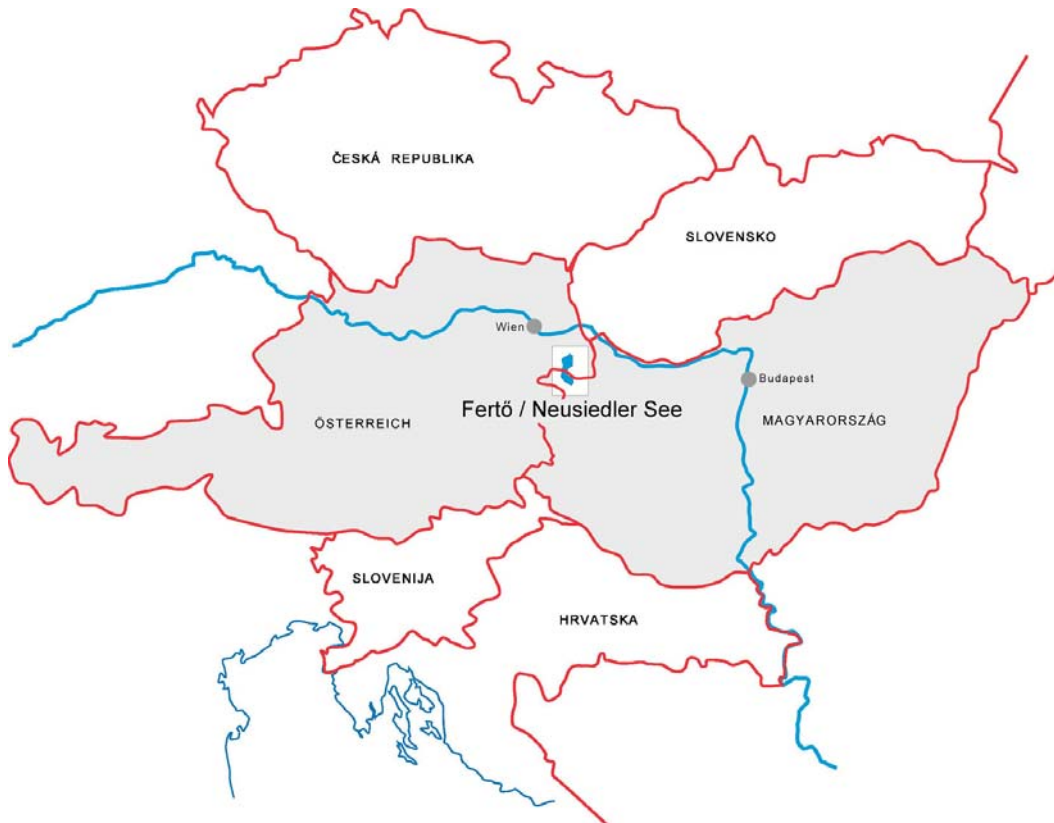 ČESKÁ REPUBLIKA
SLOVENSKO
Wien
Budapest
Fertő / Neusiedler See
ÖSTERREICH
MAGYARORSZÁG
SLOVENIJA
HRVATSKA